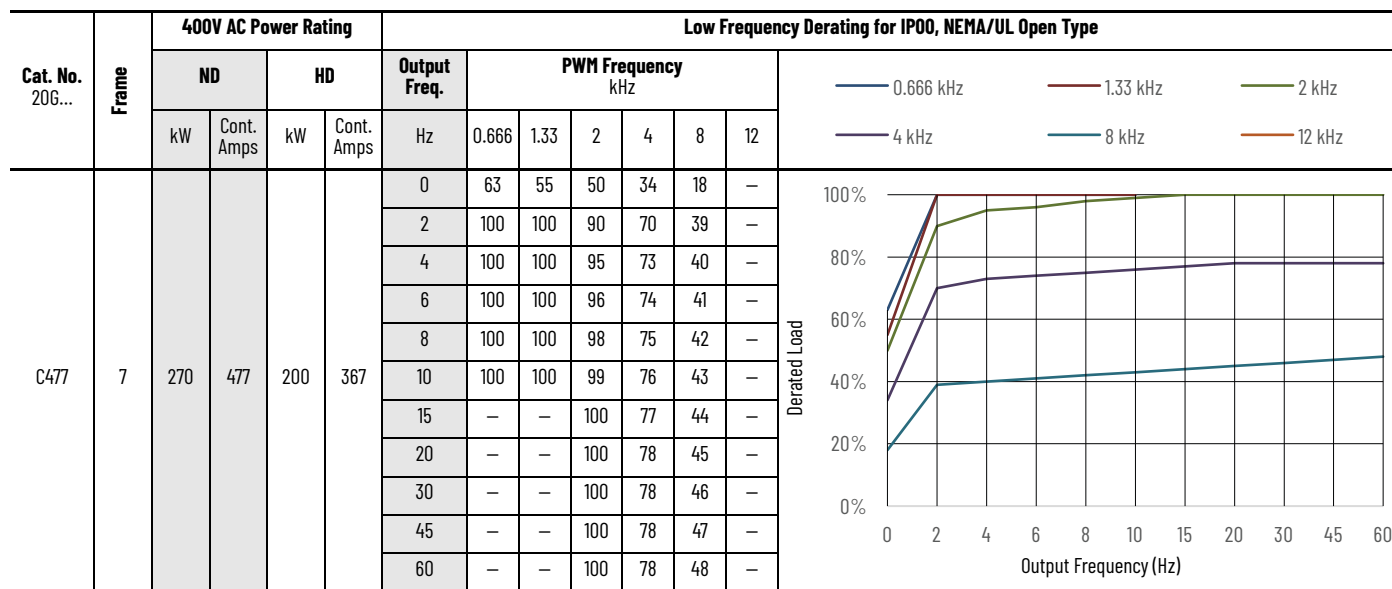 400V AC Power Rating Low Frequency Derating for IP00, NEMA/UL Open Type
Cat. No.
20G...
Frame
ND HD
Output
Freq.
PWM Frequency
kHz
kW Cont.
Amps kW Cont.
Amps Hz 0.666 1.33 2 4 8 12
0.666 kHz 1.33 kHz 2 kHz
4 kHz 8 kHz 12 kHz
C477 7 270 477 200 367
0 63 55 50 34 18 –
2 100 100 90 70 39 –
4 100 100 95 73 40 –
6 100 100 96 74 41 –
8 100 100 98 75 42 –
10 100 100 99 76 43 –
15 – – 100 77 44 –
20 – – 100 78 45 –
30 – – 100 78 46 –
45 – – 100 78 47 –
60 – – 100 78 48 –
Derated Load
100%
80%
60%
40%
20%
0%
0 2 4 6 8 10 15 20 30 45 60
Output Frequency (Hz)